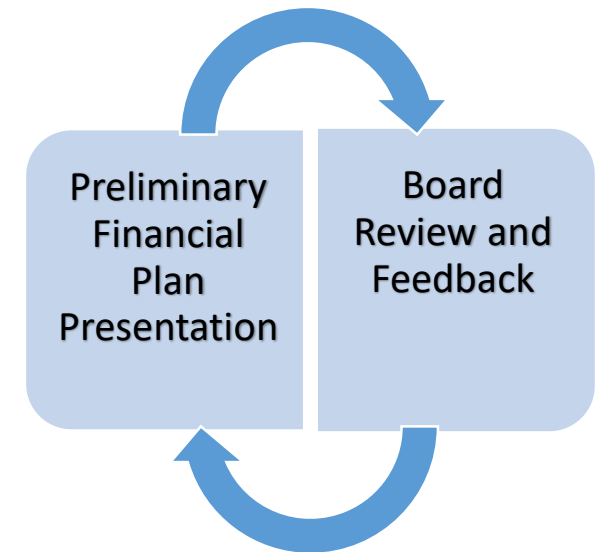 Preliminary
Financial
Plan
Presentation
Board
Review and
Feedback